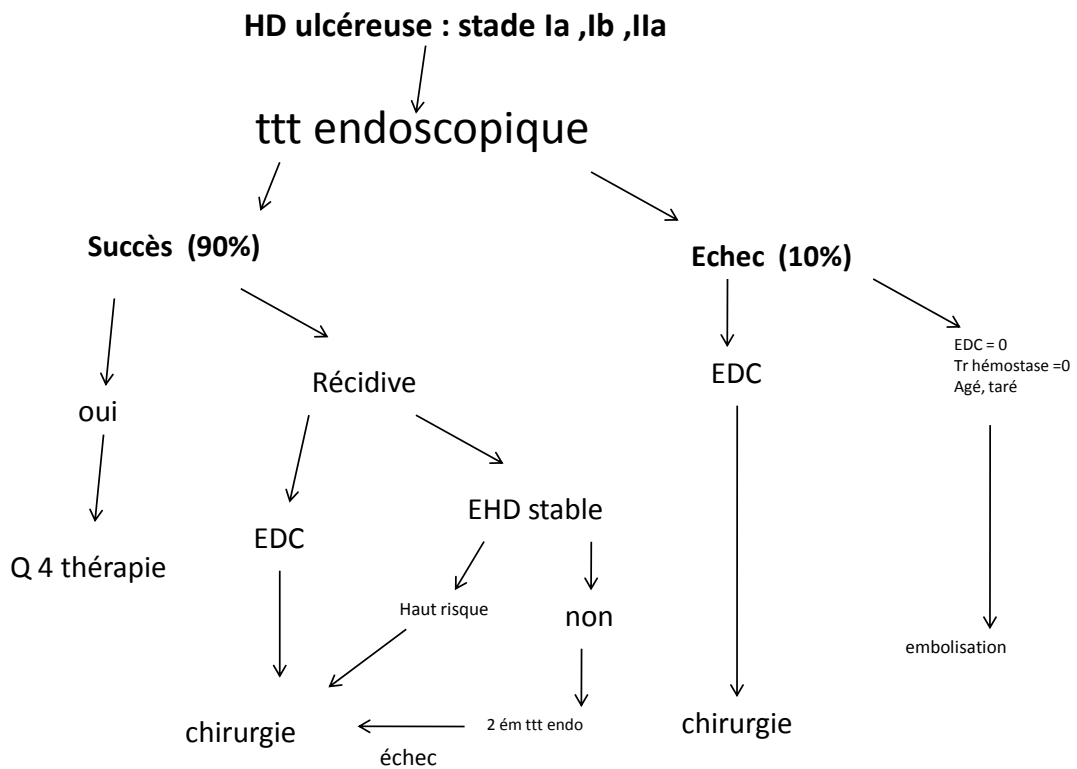 HD ulcéreuse : stade Ia ,Ib ,IIa
ttt endoscopique
Succès (90%)
Echec (10%)
EDC = 0
Tr hémostase =0
Agé, taré
EDC
Récidive
oui
EHD stable
EDC
Q 4 thérapie
Haut risque
non
embolisation
2 ém ttt endo
chirurgie
chirurgie
échec